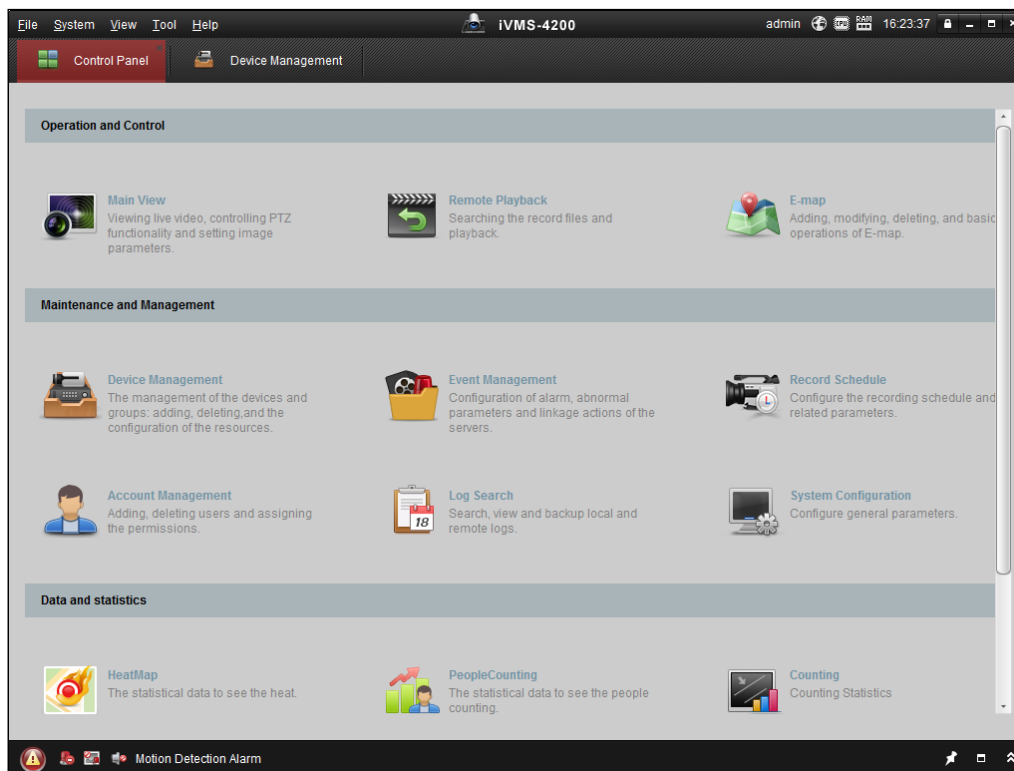 File System View Tool Help iVMS-4200 admin CPU RAM 16:23:37
Control Panel Device Management
Operation and Control
Main View
Viewing live video, controlling PTZ
functionality and setting image
parameters.
Remote Playback
Searching the record files and
playback.
E-map
Adding, modifying, deleting, and basic
operations of E-map.
Maintenance and Management
Device Management
The management of the devices and
groups: adding, deleting,and the
configuration of the resources.
Event Management
Configuration of alarm, abnormal
parameters and linkage actions of the
servers.
Record Schedule
Configure the recording schedule and
related parameters.
Account Management
Adding, deleting users and assigning
the permissions.
18
Log Search
Search, view and backup local and
remote logs.
System Configuration
Configure general parameters.
Data and statistics
HeatMap
The statistical data to see the heat.
PeopleCounting
The statistical data to see the people
counting.
Counting
Counting Statistics
Motion Detection Alarm